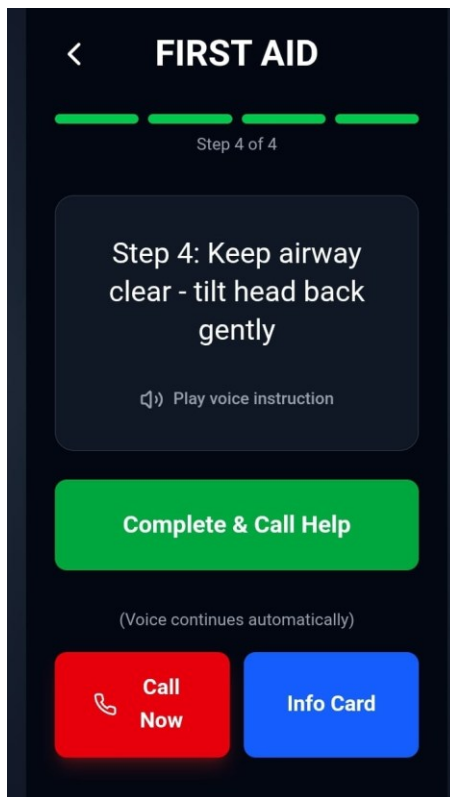 FIRST AID
Step 4 of 4
Step 4: Keep airway
clear - tilt head back
gently
Play voice instruction
Complete & Call Help
(Voice continues automatically)
Call
Now
Info Card